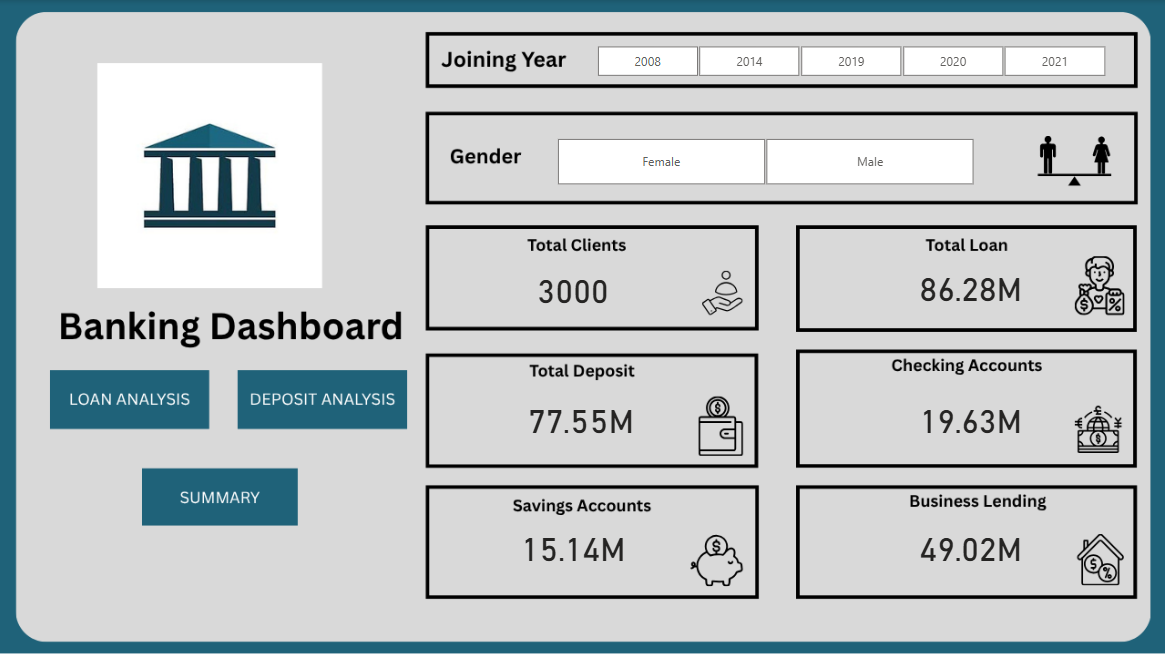 Joining Year 2008 2014 2019 2020 2021
Gender Female Male
Banking Dashboard
LOAN ANALYSIS DEPOSIT ANALYSIS
SUMMARY
Total Clients
3000
Total Loan
86.28M
Total Deposit
77.55M
Checking Accounts
19.63M
Savings Accounts
15.14M
Business Lending
49.02M